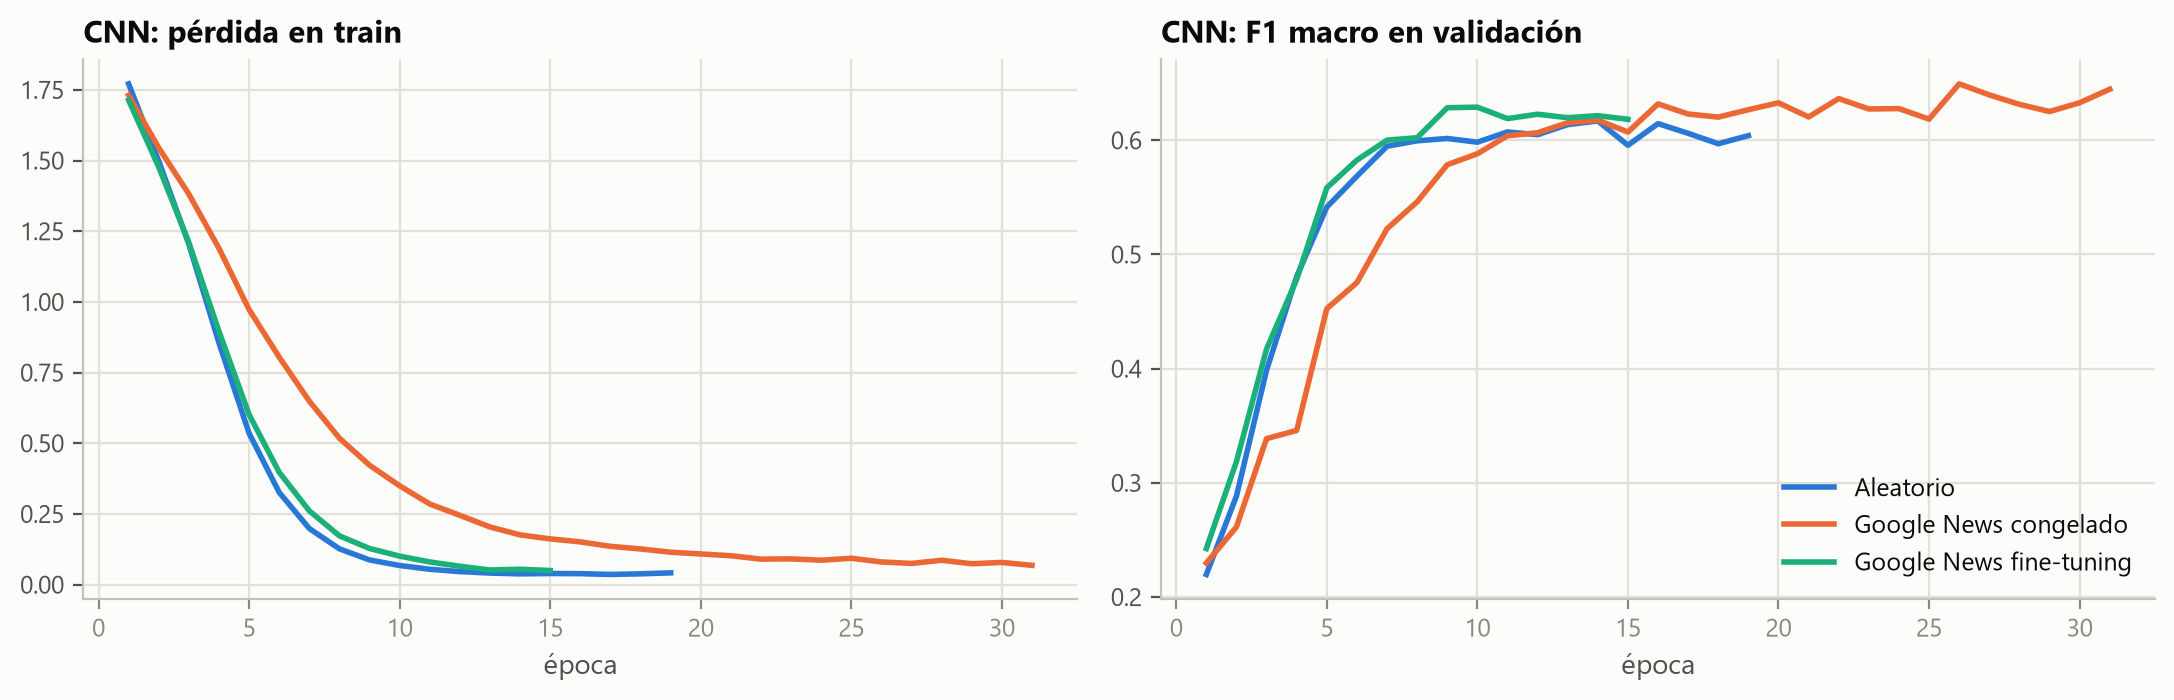 CNN: pérdida en train
1.75
1.50
1.25
1.00
0.75
0.50
0.25
0.00
0 5 10 15 20 25 30
época
CNN: F1 macro en validación
0.6
0.5
0.4
0.3
0.2
Aleatorio
Google News congelado
Google News fine-tuning
0 5 10 15 20 25 30
época